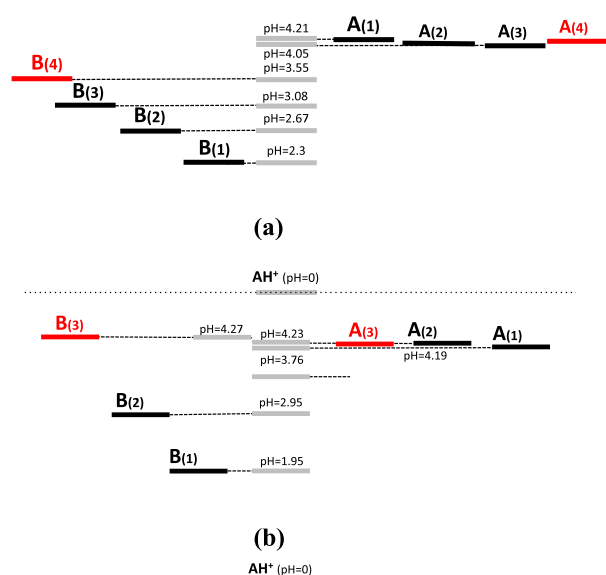 pH=4.21
A(1)
A(2)
A(3)
A(4)
pH=4.05
B(4)
pH=3.55
B(3)
pH=3.08
B(2)
pH=2.67
B(1)
pH=2.3
(a)
AH+ (pH=0)
B(3)
pH=4.27
pH=4.23
A(3)
A(2)
A(1)
pH=3.76
pH=4.19
B(2)
pH=2.95
B(1)
pH=1.95
(b)
AH+ (pH=0)